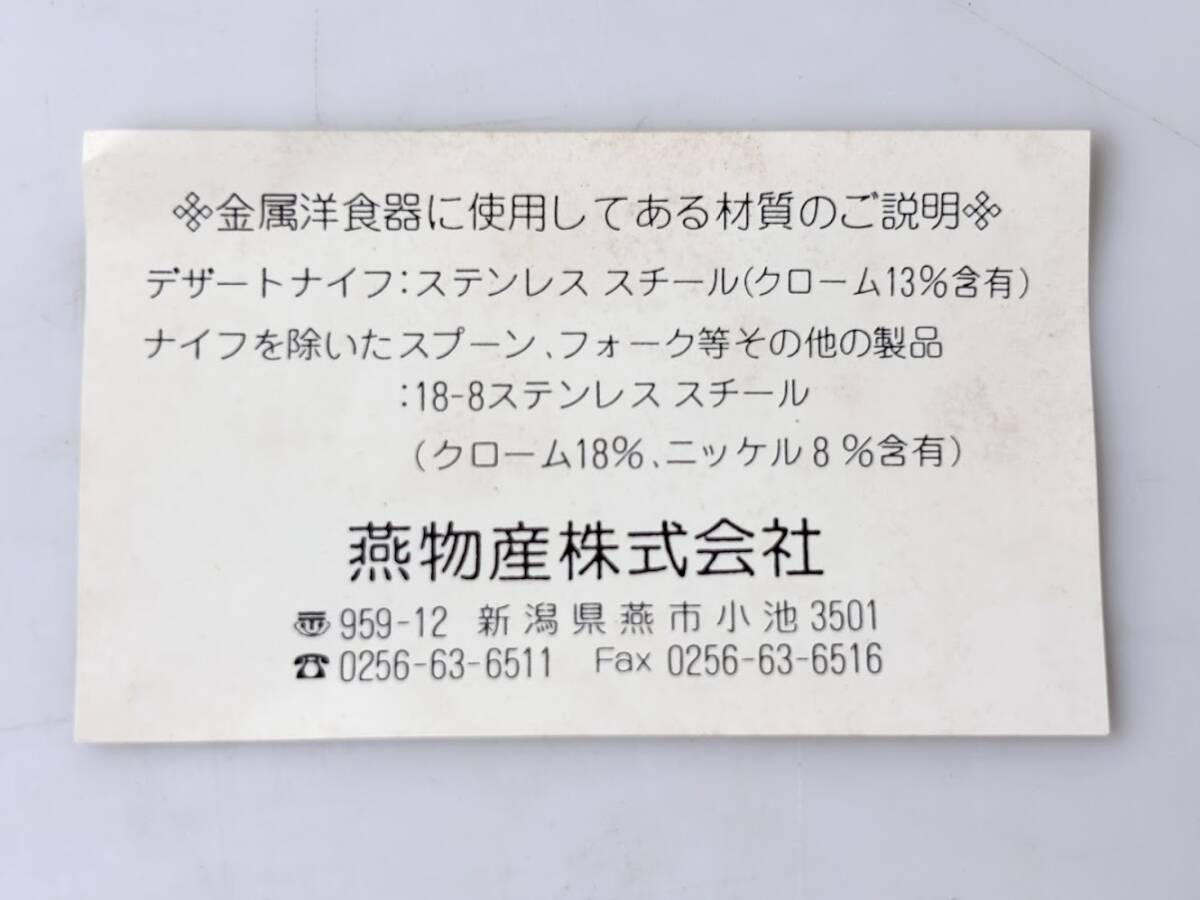 ※金属洋食器に使用してある材質のご説明※
デザートナイフ:ステンレス スチール(クローム13%含有)
ナイフを除いたスプーン、フォーク等その他の製品
:18-8ステンレス スチール
(クローム18%、ニッケル8%含有)
燕物産株式会社
〠959-12 新潟県燕市小池3501
☎0256-63-6511 Fax 0256-63-6516